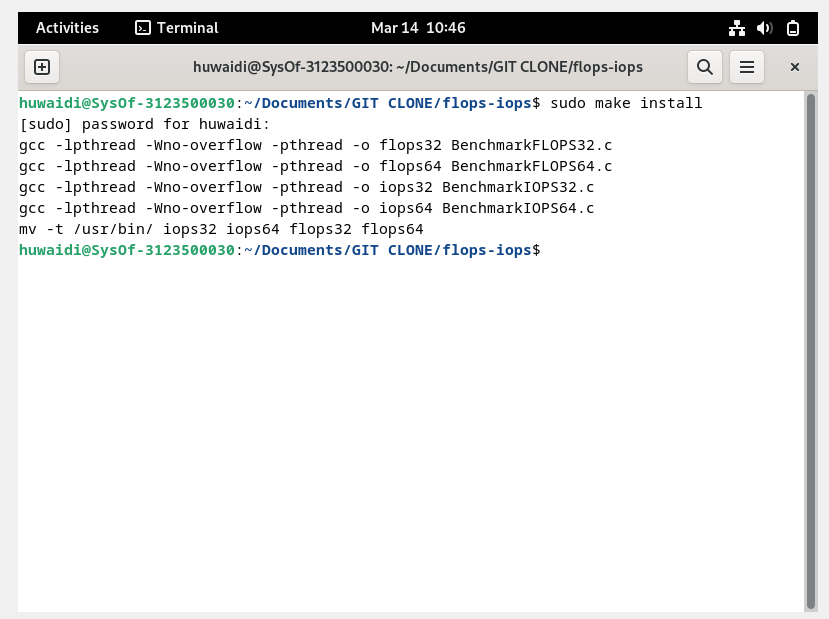 Activities Terminal Mar 14 10:46
huwaidi@SysOf-3123500030: ~/Documents/GIT CLONE/flops-iops
huwaidi@SysOf-3123500030:~/Documents/GIT CLONE/flops-iops$ sudo make install
[sudo] password for huwaidi:
gcc -lpthread -Wno-overflow -pthread -o flops32 BenchmarkFLOPS32.c
gcc -lpthread -Wno-overflow -pthread -o flops64 BenchmarkFLOPS64.c
gcc -lpthread -Wno-overflow -pthread -o iops32 BenchmarkIOPS32.c
gcc -lpthread -Wno-overflow -pthread -o iops64 BenchmarkIOPS64.c
mv -t /usr/bin/ iops32 iops64 flops32 flops64
huwaidi@SysOf-3123500030:~/Documents/GIT CLONE/flops-iops$